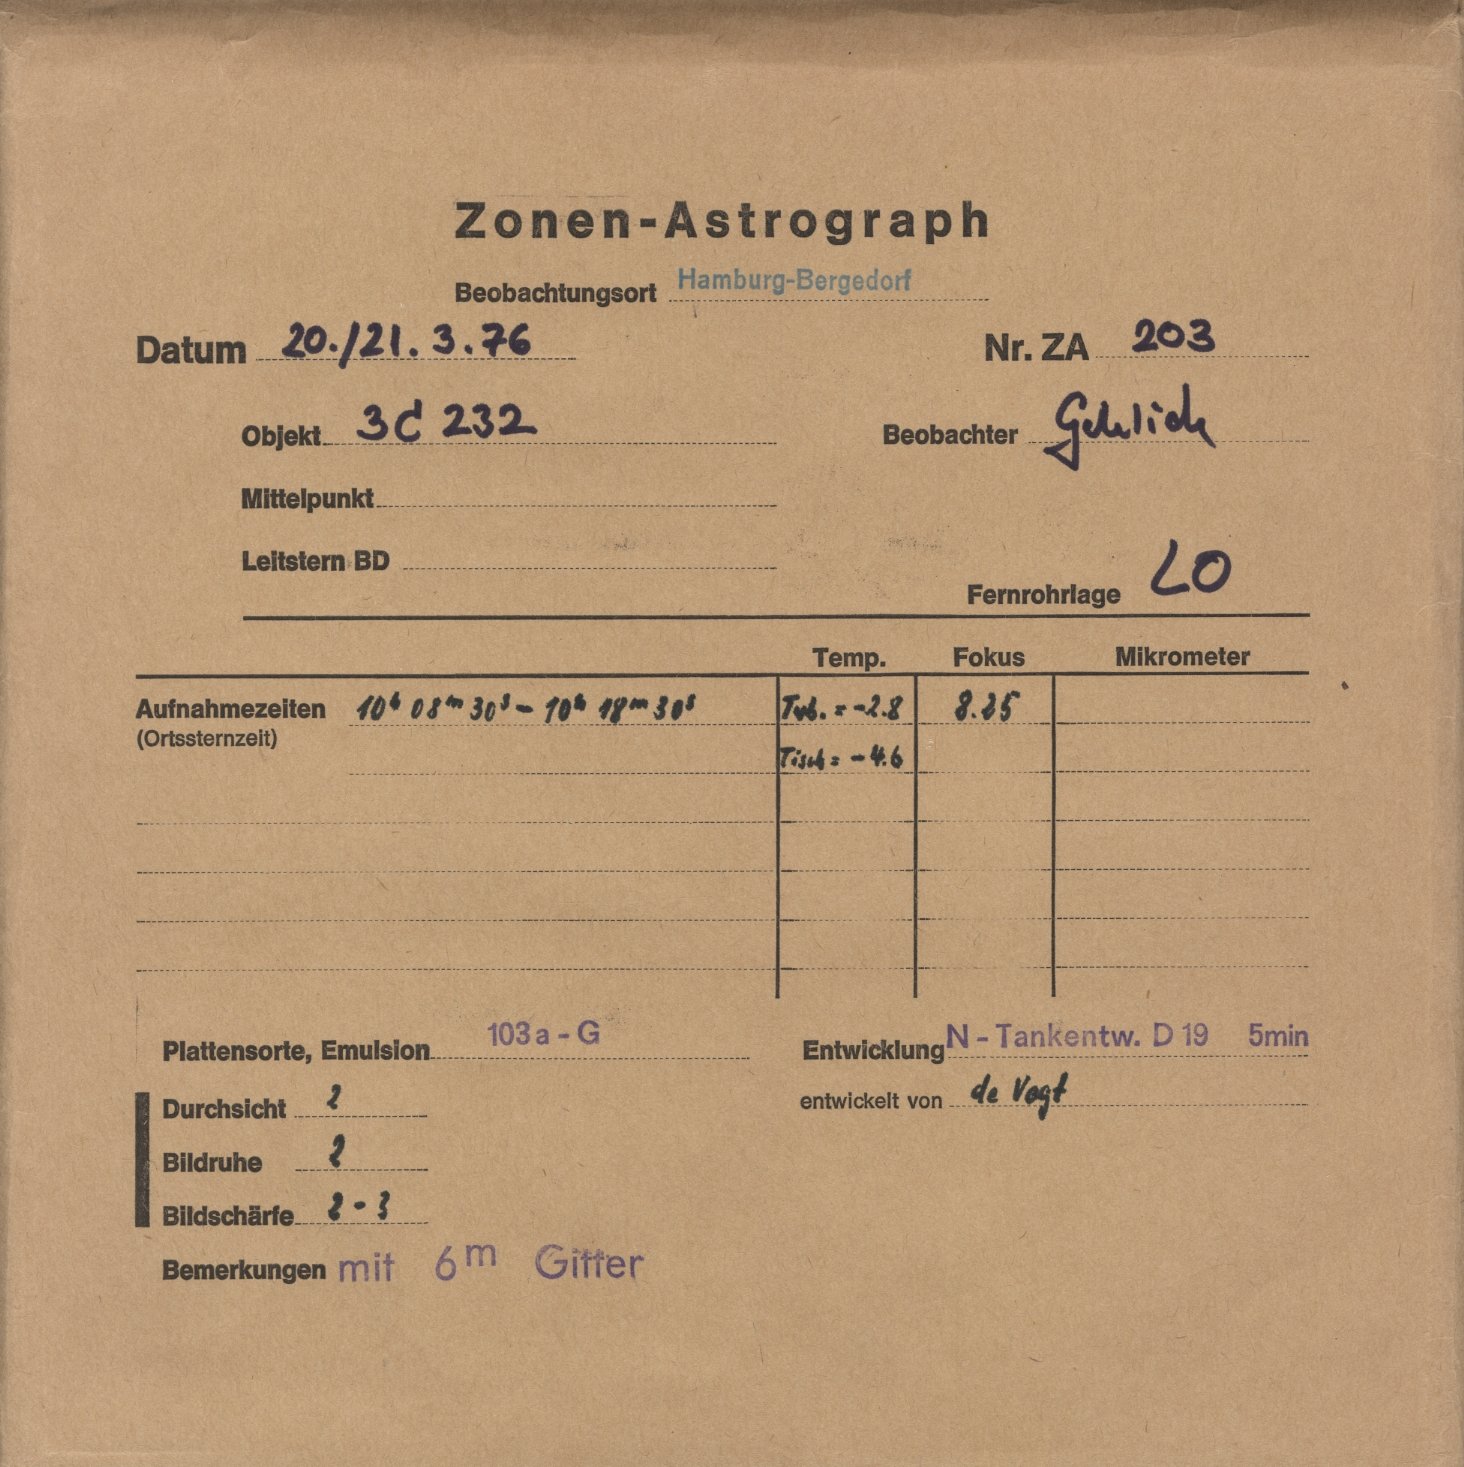 Zonen-Astrograph
Beobachtungsort Hamburg-Bergedorf
Datum 20./21. 3. 76 Nr. ZA 203
Objekt 3C 232 Beobachter
Mittelpunkt
Leitstern BD
Fernrohrlage LO
Temp. Fokus Mikrometer
Aufnahmezeiten 10h 08m 30s - 10h 18m 30s Tub. = -2.8 8.25
(Ortssternzeit)
Tisch = -4.6
Plattensorte, Emulsion 103a - G Entwicklung N - Tankentw. D 19 5min
Durchsicht 2 entwickelt von de Vogt
Bildruhe 2
Bildschärfe 2 - 3
Bemerkungen mit 6m Gitter